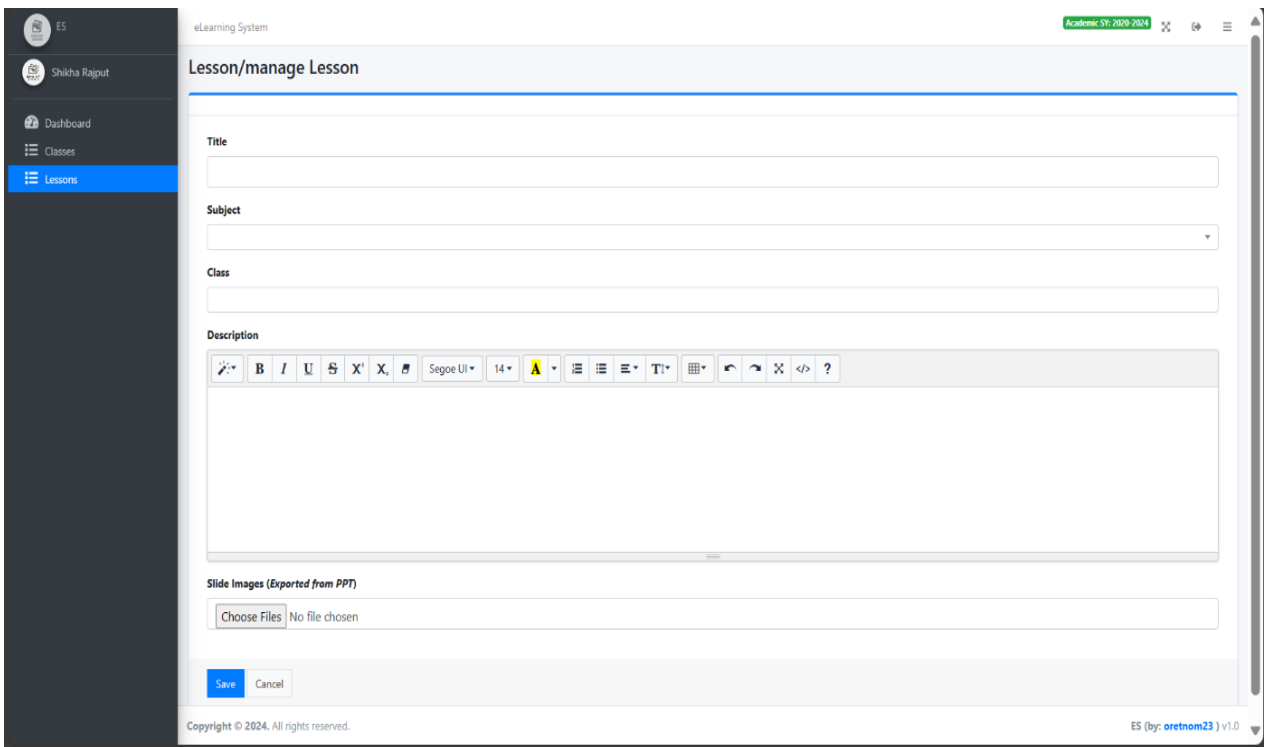 ES
eLearning System
Academic SY: 2020-2024
Shikha Rajput
Lesson/manage Lesson
Dashboard
Classes
Lessons
Title
Subject
Class
Description
B I U S X' X, Segoe UI 14 A T! </> ?
Slide Images (Exported from PPT)
Choose Files No file chosen
Save Cancel
Copyright © 2024. All rights reserved.
ES (by: oretnom23 ) v1.0